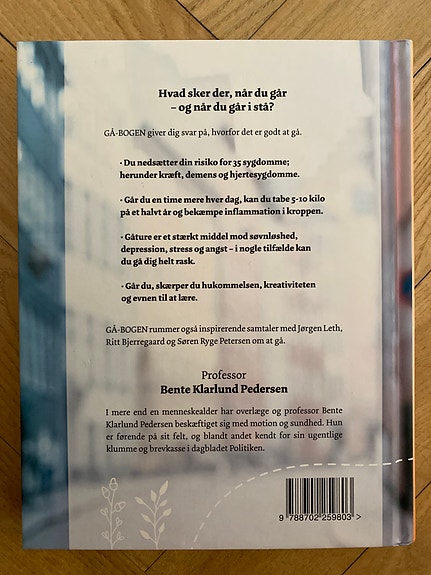 Hvad sker der, når du går
– og når du går i stå?
GÅ-BOGEN giver dig svar på, hvorfor det er godt at gå.
· Du nedsætter din risiko for 35 sygdomme;
herunder kræft, demens og hjertesygdomme.
· Går du en time mere hver dag, kan du tabe 5-10 kilo
på et halvt år og bekæmpe inflammation i kroppen.
· Gåture er et stærkt middel mod søvnløshed,
depression, stress og angst – i nogle tilfælde kan
du gå dig helt rask.
· Går du, skærper du hukommelsen, kreativiteten
og evnen til at lære.
GÅ-BOGEN rummer også inspirerende samtaler med Jørgen Leth,
Ritt Bjerregaard og Søren Ryge Petersen om at gå.
Professor
Bente Klarlund Pedersen
I mere end en menneskealder har overlæge og professor Bente
Klarlund Pedersen beskæftiget sig med motion og sundhed. Hun
er førende på sit felt, og blandt andet kendt for sin ugentlige
klumme og brevkasse i dagbladet Politiken.
9 788702 259803 >